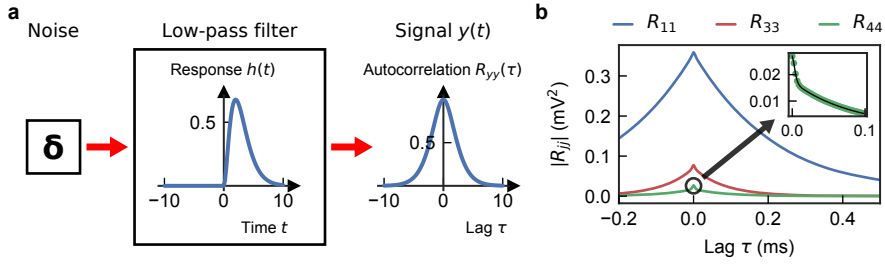 a
Noise
Low-pass filter
Signal y(t)
Response h(t)
Autocorrelation R_yy(τ)
δ
0.5
0.5
−10 0 10
−10 0 10
Time t
Lag τ
b
R_11 R_33 R_44
|R_jj| (mV²)
0.3
0.2
0.1
0.0
−0.2 0.0 0.2 0.4
Lag τ (ms)
0.02
0.01
0.0 0.1